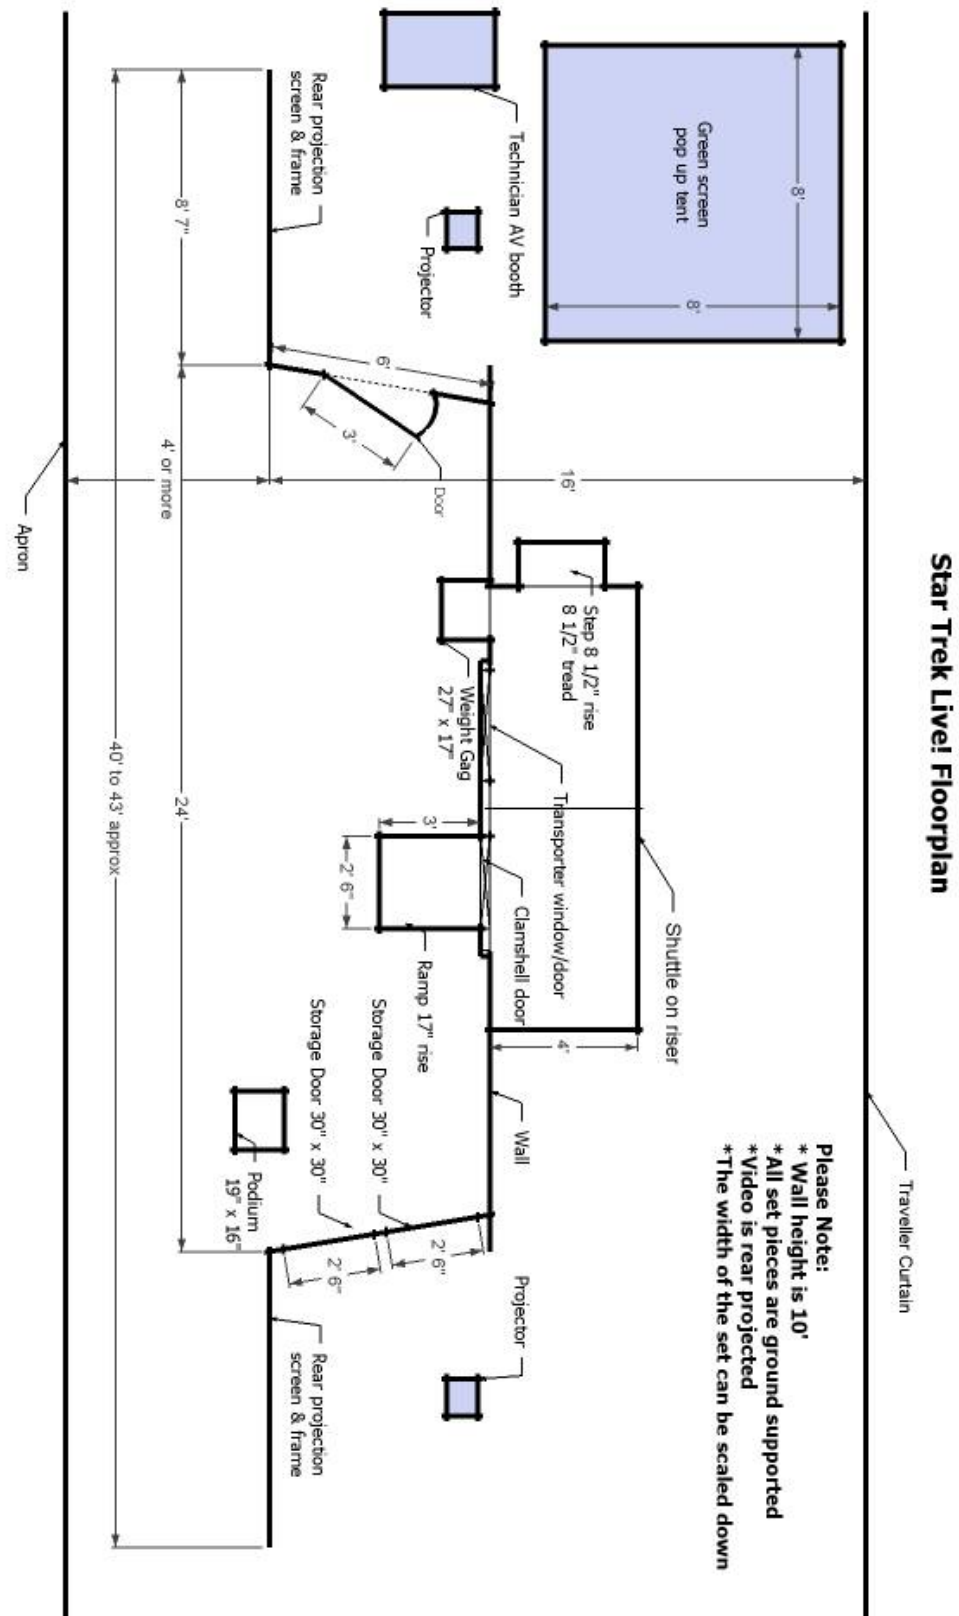 Star Trek Live! Floorplan
Please Note:
* Wall height is 10'
*All set pieces are ground supported
*Video is rear projected
*The width of the set can be scaled down
Traveller Curtain
Green screen
pop up tent
8'
8'
Technician AV booth
Projector
Rear projection
screen & frame
8' 7"
6'
3'
Door
16'
4' or more
Apron
Step 8 1/2" rise
8 1/2" tread
Shuttle on riser
4'
Transporter window/door
Clamshell door
Weight Gag
27" x 17"
3'
2' 6"
Ramp 17" rise
Wall
Storage Door 30" x 30"
Storage Door 30" x 30"
2' 6"
2' 6"
Podium
19" x 16"
Projector
Rear projection
screen & frame
24'
40' to 43' approx